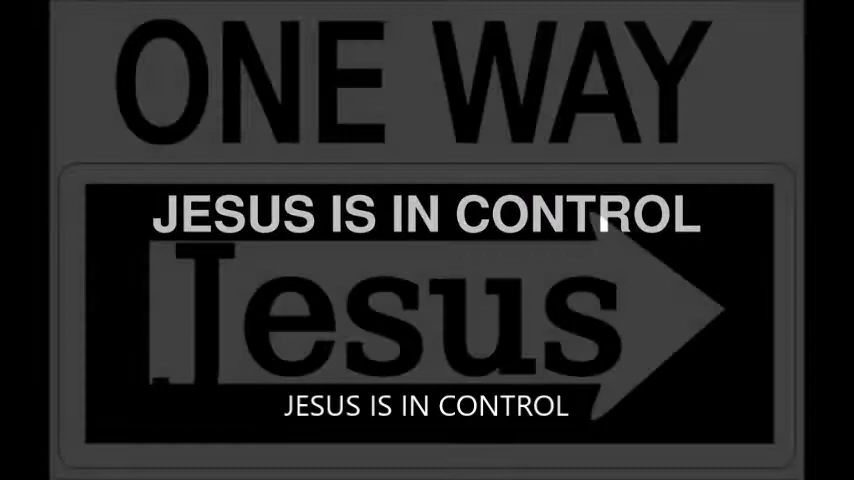 ONE WAY
JESUS IS IN CONTROL
Jesus
JESUS IS IN CONTROL